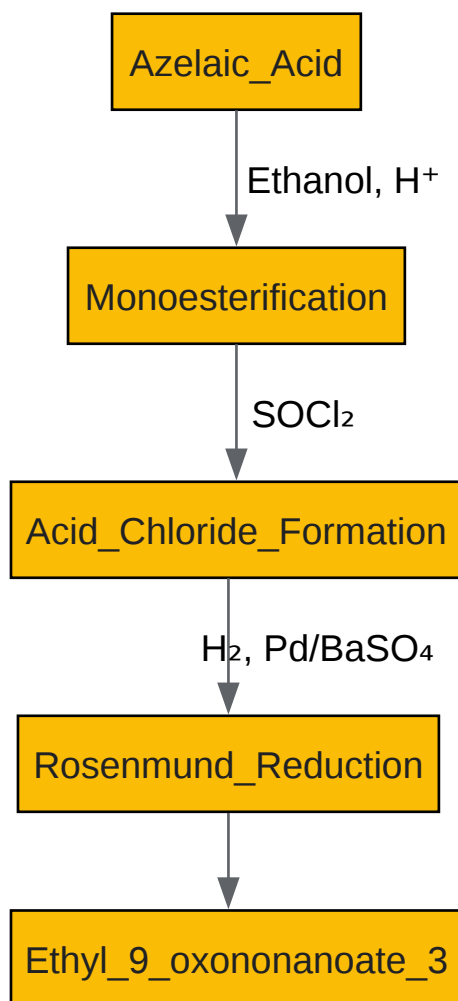 Azelaic_Acid
Ethanol, H⁺
Monoesterification
SOCl₂
Acid_Chloride_Formation
H₂, Pd/BaSO₄
Rosenmund_Reduction
Ethyl_9_oxononanoate_3